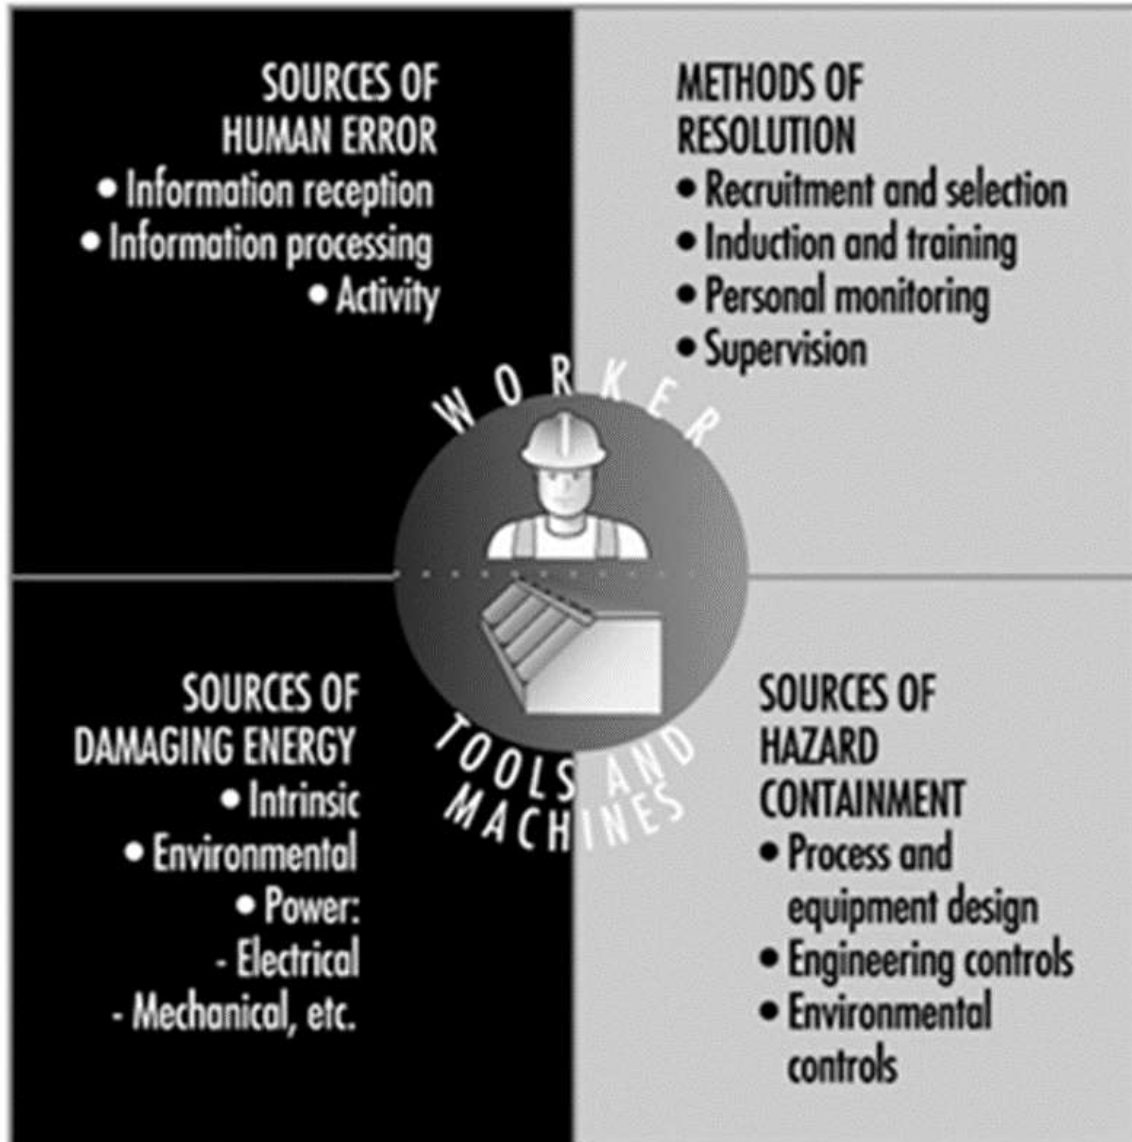 SOURCES OF
HUMAN ERROR
• Information reception
• Information processing
• Activity
METHODS OF
RESOLUTION
• Recruitment and selection
• Induction and training
• Personal monitoring
• Supervision
WORKER
TOOLS AND
MACHINES
SOURCES OF
DAMAGING ENERGY
• Intrinsic
• Environmental
• Power:
- Electrical
- Mechanical, etc.
SOURCES OF
HAZARD
CONTAINMENT
• Process and
equipment design
• Engineering controls
• Environmental
controls